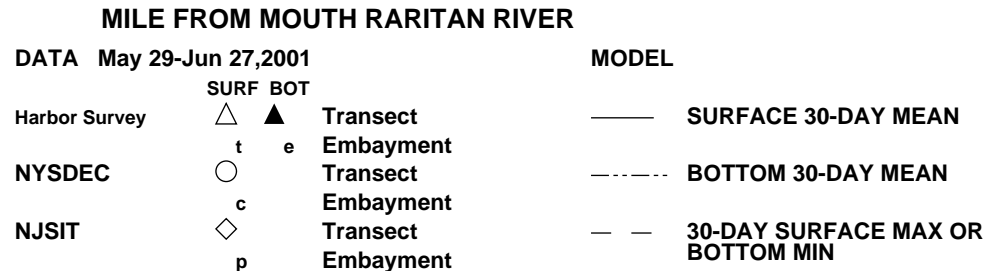 MILE FROM MOUTH RARITAN RIVER
DATA May 29-Jun 27,2001 MODEL
SURF BOT
Harbor Survey Transect SURFACE 30-DAY MEAN
t e Embayment
NYSDEC Transect BOTTOM 30-DAY MEAN
c Embayment
NJSIT Transect 30-DAY SURFACE MAX OR
BOTTOM MIN
p Embayment